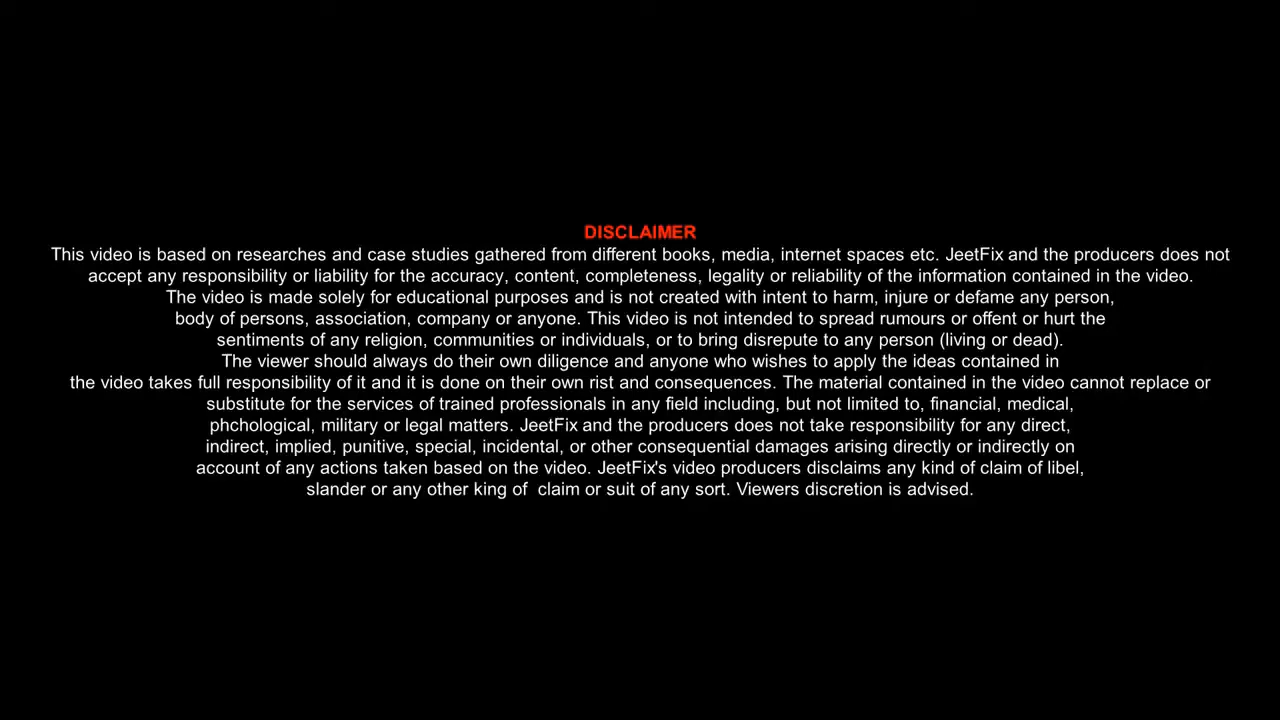 DISCLAIMER
This video is based on researches and case studies gathered from different books, media, internet spaces etc. JeetFix and the producers does not
accept any responsibility or liability for the accuracy, content, completeness, legality or reliability of the information contained in the video.
The video is made solely for educational purposes and is not created with intent to harm, injure or defame any person,
body of persons, association, company or anyone. This video is not intended to spread rumours or offent or hurt the
sentiments of any religion, communities or individuals, or to bring disrepute to any person (living or dead).
The viewer should always do their own diligence and anyone who wishes to apply the ideas contained in
the video takes full responsibility of it and it is done on their own rist and consequences. The material contained in the video cannot replace or
substitute for the services of trained professionals in any field including, but not limited to, financial, medical,
phchological, military or legal matters. JeetFix and the producers does not take responsibility for any direct,
indirect, implied, punitive, special, incidental, or other consequential damages arising directly or indirectly on
account of any actions taken based on the video. JeetFix's video producers disclaims any kind of claim of libel,
slander or any other king of  claim or suit of any sort. Viewers discretion is advised.